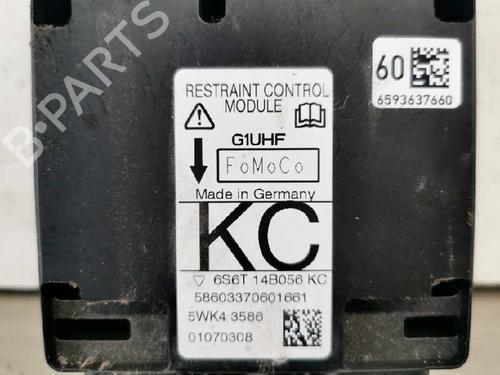 B-PARTS
60
6593637660
RESTRAINT CONTROL
MODULE
G1UHF
FoMoCo
Made in Germany
KC
6S6T 14B056 KC
58603370601661
5WK4 3586
01070308